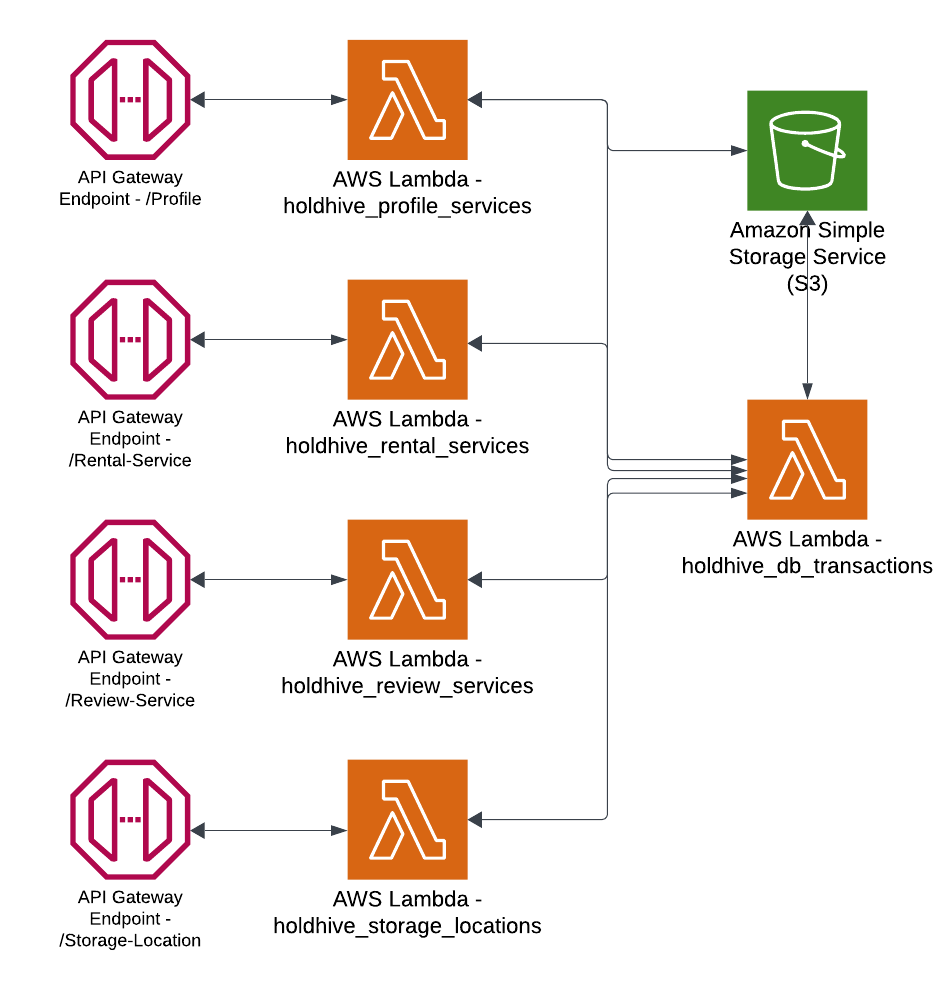 API Gateway
Endpoint - /Profile
AWS Lambda -
holdhive_profile_services
Amazon Simple
Storage Service
(S3)
API Gateway
Endpoint -
/Rental-Service
AWS Lambda -
holdhive_rental_services
AWS Lambda -
holdhive_db_transactions
API Gateway
Endpoint -
/Review-Service
AWS Lambda -
holdhive_review_services
API Gateway
Endpoint -
/Storage-Location
AWS Lambda -
holdhive_storage_locations